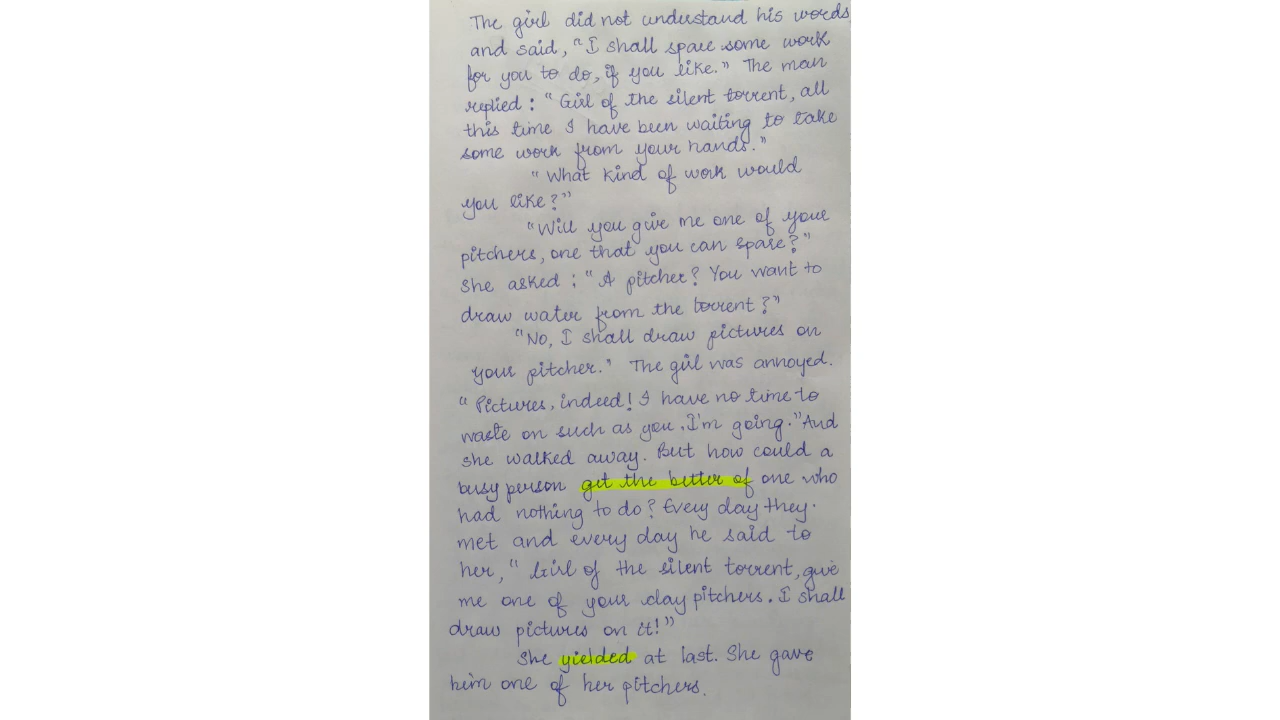 The girl did not understand his words
and said, "I shall spare some work
for you to do, if you like." The man
replied : "Girl of the silent torrent, all
this time I have been waiting to take
some work from your hands."
"What kind of work would
you like?"
"Will you give me one of your
pitchers, one that you can spare?"
She asked : "A pitcher? You want to
draw water from the torrent?"
"No, I shall draw pictures on
your pitcher." The girl was annoyed.
"Pictures, indeed! I have no time to
waste on such as you, I'm going." And
she walked away. But how could a
busy person get the better of one who
had nothing to do? Every day they
met and every day he said to
her, "Girl of the silent torrent, give
me one of your clay pitchers. I shall
draw pictures on it!"
She yielded at last. She gave
him one of her pitchers.